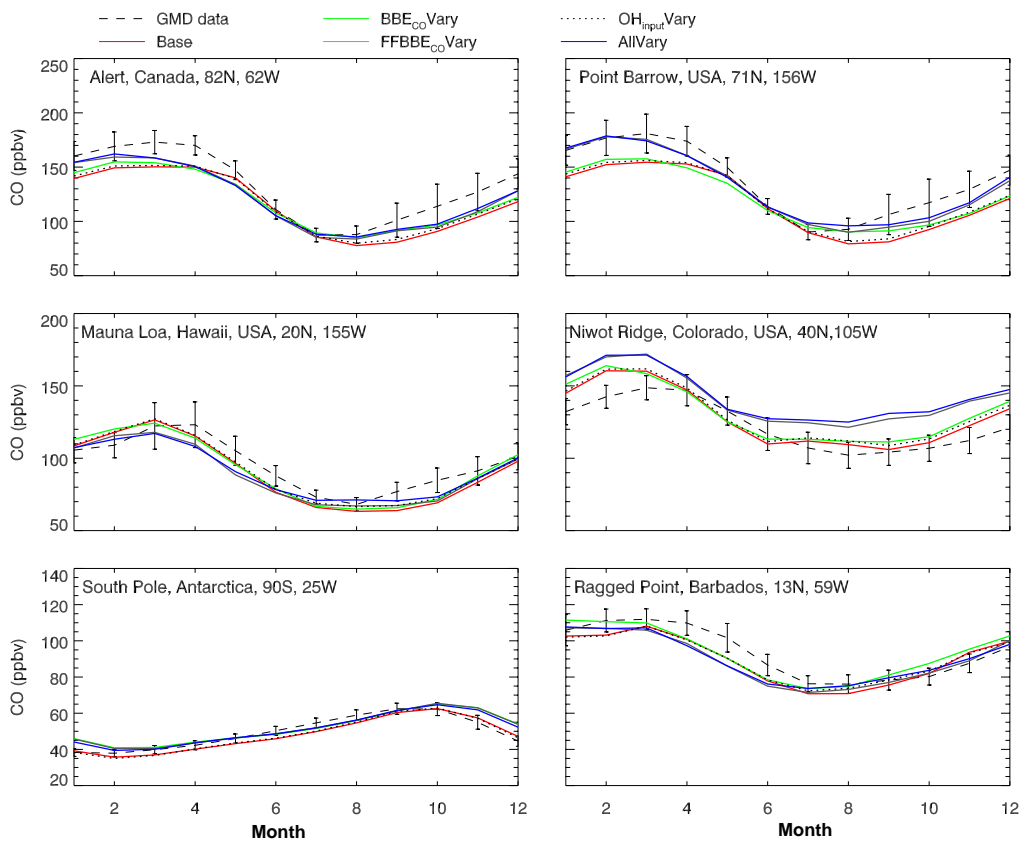 GMD data BBE_COVary OH_inputVary
Base FFBBE_COVary AllVary
250
200
150
100
50
CO (ppbv)
Alert, Canada, 82N, 62W
Point Barrow, USA, 71N, 156W
200
150
100
50
CO (ppbv)
Mauna Loa, Hawaii, USA, 20N, 155W
Niwot Ridge, Colorado, USA, 40N,105W
140
120
100
80
60
40
20
CO (ppbv)
South Pole, Antarctica, 90S, 25W
Ragged Point, Barbados, 13N, 59W
2 4 6 8 10 12
2 4 6 8 10 12
Month
Month